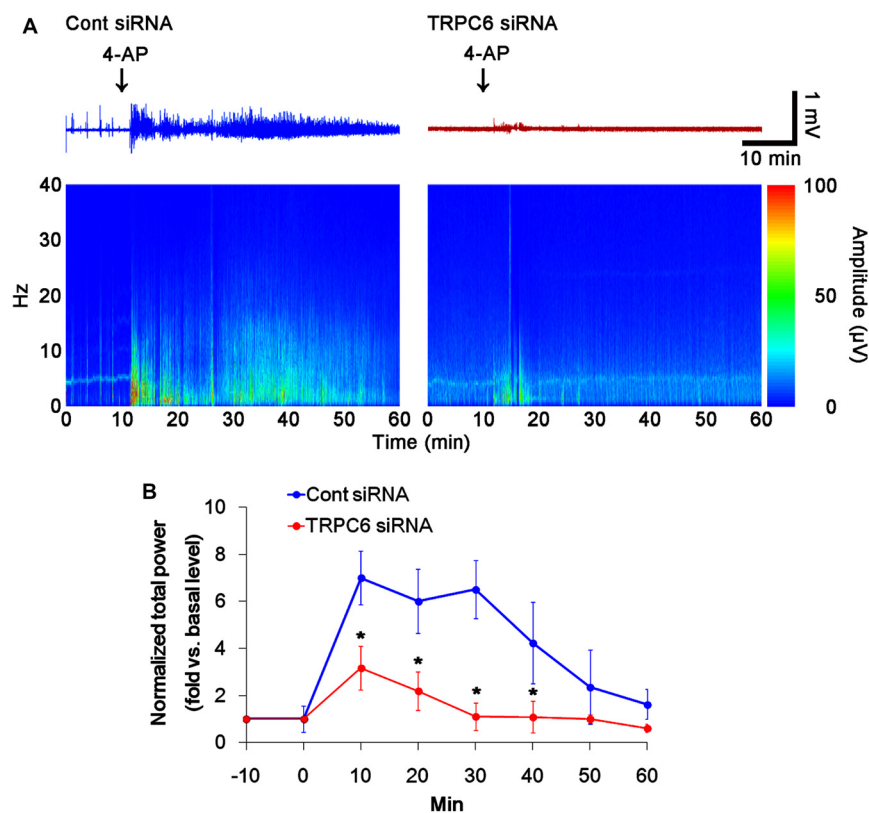 A
Cont siRNA
4-AP
TRPC6 siRNA
4-AP
1 mV
10 min
40
30
20
10
0
Hz
0 10 20 30 40 50 60
0 10 20 30 40 50 60
Time (min)
100
50
0
Amplitude (µV)
B
Cont siRNA
TRPC6 siRNA
10
8
6
4
2
0
Normalized total power
(fold vs. basal level)
*
*
*
*
-10 0 10 20 30 40 50 60
Min